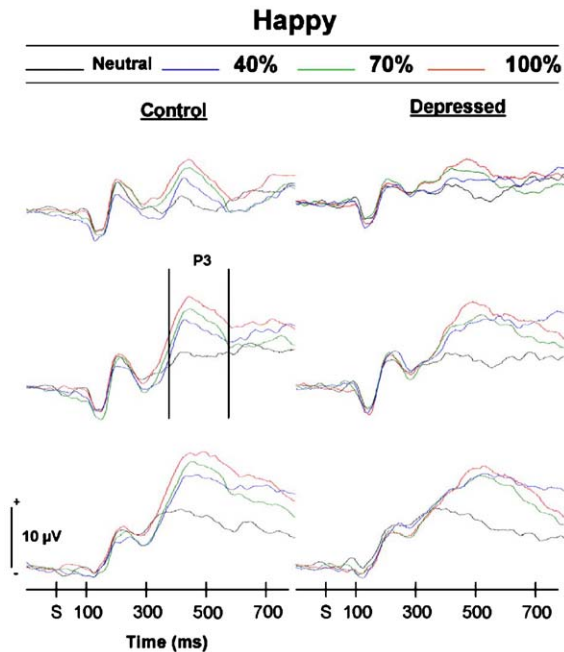 Happy
Neutral 40% 70% 100%
Control Depressed
P3
+
10 µV
-
S 100 300 500 700 S 100 300 500 700
Time (ms)